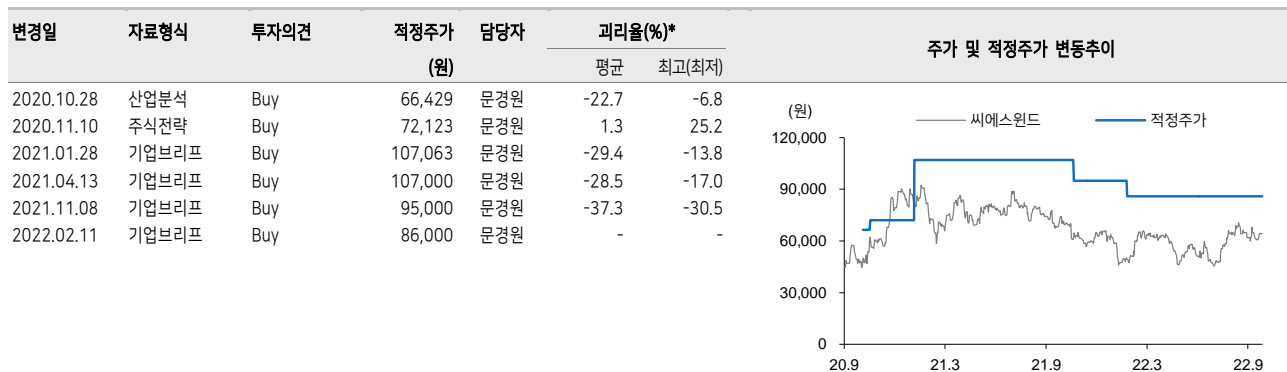 변경일 자료형식 투자의견 적정주가 담당자 괴리율(%)* 주가 및 적정주가 변동추이
(원) 평균 최고(최저)
2020.10.28 산업분석 Buy 66,429 문경원 -22.7 -6.8
2020.11.10 주식전략 Buy 72,123 문경원 1.3 25.2
2021.01.28 기업브리프 Buy 107,063 문경원 -29.4 -13.8
2021.04.13 기업브리프 Buy 107,000 문경원 -28.5 -17.0
2021.11.08 기업브리프 Buy 95,000 문경원 -37.3 -30.5
2022.02.11 기업브리프 Buy 86,000 문경원 - -
(원)
씨에스윈드 적정주가
120,000
90,000
60,000
30,000
0
20.9 21.3 21.9 22.3 22.9